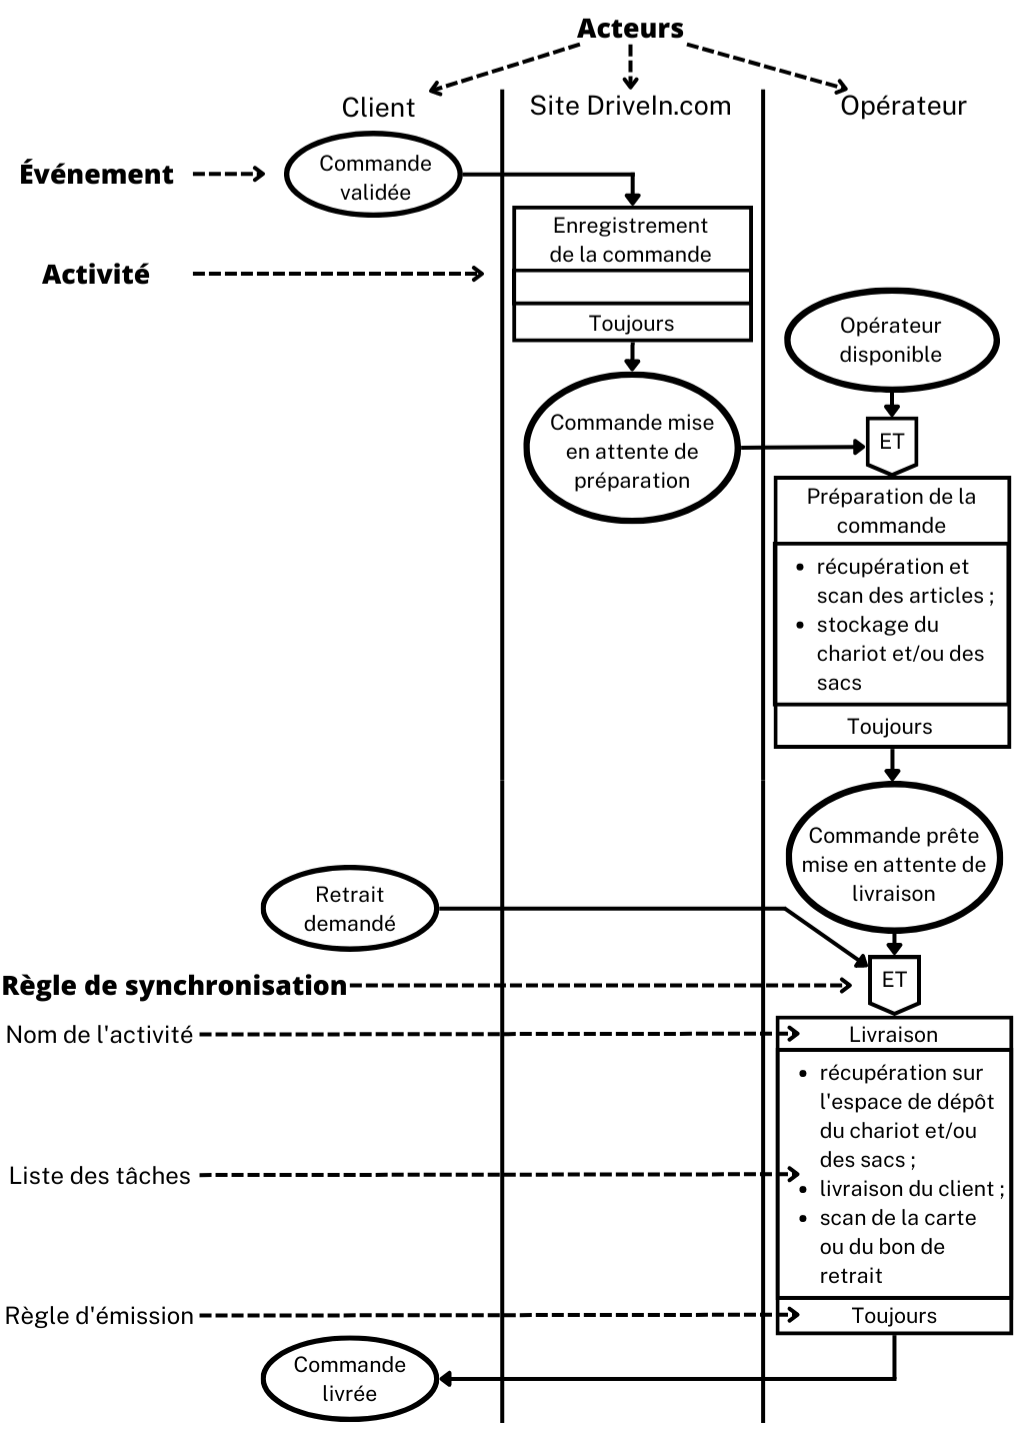 Acteurs
Client
Site DriveIn.com
Opérateur
Événement
Commande
validée
Enregistrement
de la commande
Activité
Toujours
Opérateur
disponible
Commande mise
en attente de
préparation
ET
Préparation de la
commande
• récupération et
scan des articles ;
• stockage du
chariot et/ou des
sacs
Toujours
Commande prête
mise en attente de
livraison
Retrait
demandé
Règle de synchronisation
ET
Nom de l'activité
Livraison
• récupération sur
l'espace de dépôt
du chariot et/ou
des sacs ;
Liste des tâches
• livraison du client ;
• scan de la carte
ou du bon de
retrait
Règle d'émission
Toujours
Commande
livrée